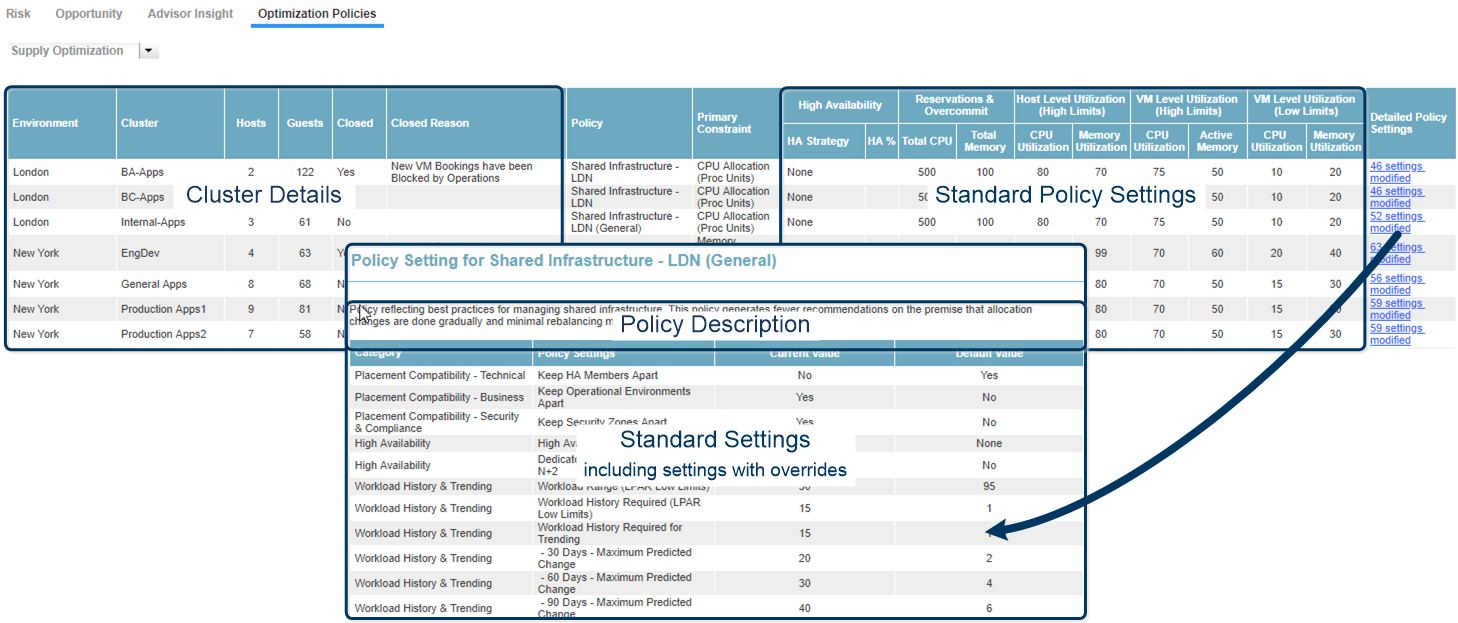 Risk Opportunity Advisor Insight Optimization Policies
Supply Optimization
Environment Cluster Hosts Guests Closed Closed Reason Policy Primary Constraint High Availability Reservations & Overcommit Host Level Utilization (High Limits) VM Level Utilization (High Limits) VM Level Utilization (Low Limits) Detailed Policy Settings
HA Strategy HA % Total CPU Total Memory CPU Utilization Memory Utilization CPU Utilization Active Memory CPU Utilization Memory Utilization
London BA-Apps 2 122 Yes New VM Bookings have been Blocked by Operations Shared Infrastructure - LDN CPU Allocation (Proc Units) None 500 100 80 70 75 50 10 20 46 settings modified
London BC-Apps Shared Infrastructure - LDN CPU Allocation (Proc Units) None 50 10 20 46 settings modified
Cluster Details
Standard Policy Settings
London Internal-Apps 3 61 No Shared Infrastructure - LDN (General) CPU Allocation (Proc Units) None 500 100 80 70 75 50 10 20 52 settings modified
New York EngDev 4 63 Memory 99 70 60 20 40 63 settings modified
New York General Apps 8 68 80 70 50 15 30 56 settings modified
New York Production Apps1 9 81 80 70 50 15 59 settings modified
New York Production Apps2 7 58 80 70 50 15 30 59 settings modified
Policy Setting for Shared Infrastructure - LDN (General)
Policy reflecting best practices for managing shared infrastructure. This policy generates fewer recommendations on the premise that allocation
changes are done gradually and minimal rebalancing
Policy Description
Category Policy Settings Current Value Default Value
Placement Compatibility - Technical Keep HA Members Apart No Yes
Placement Compatibility - Business Keep Operational Environments Apart Yes No
Placement Compatibility - Security & Compliance Keep Security Zones Apart Yes No
Standard Settings
including settings with overrides
High Availability High None
High Availability N+2 No
Workload History & Trending Workload Range (LPAR Low Limits) 95
Workload History & Trending Workload History Required (LPAR Low Limits) 15 1
Workload History & Trending Workload History Required for Trending 15
Workload History & Trending - 30 Days - Maximum Predicted Change 20 2
Workload History & Trending - 60 Days - Maximum Predicted Change 30 4
Workload History & Trending - 90 Days - Maximum Predicted Change 40 6